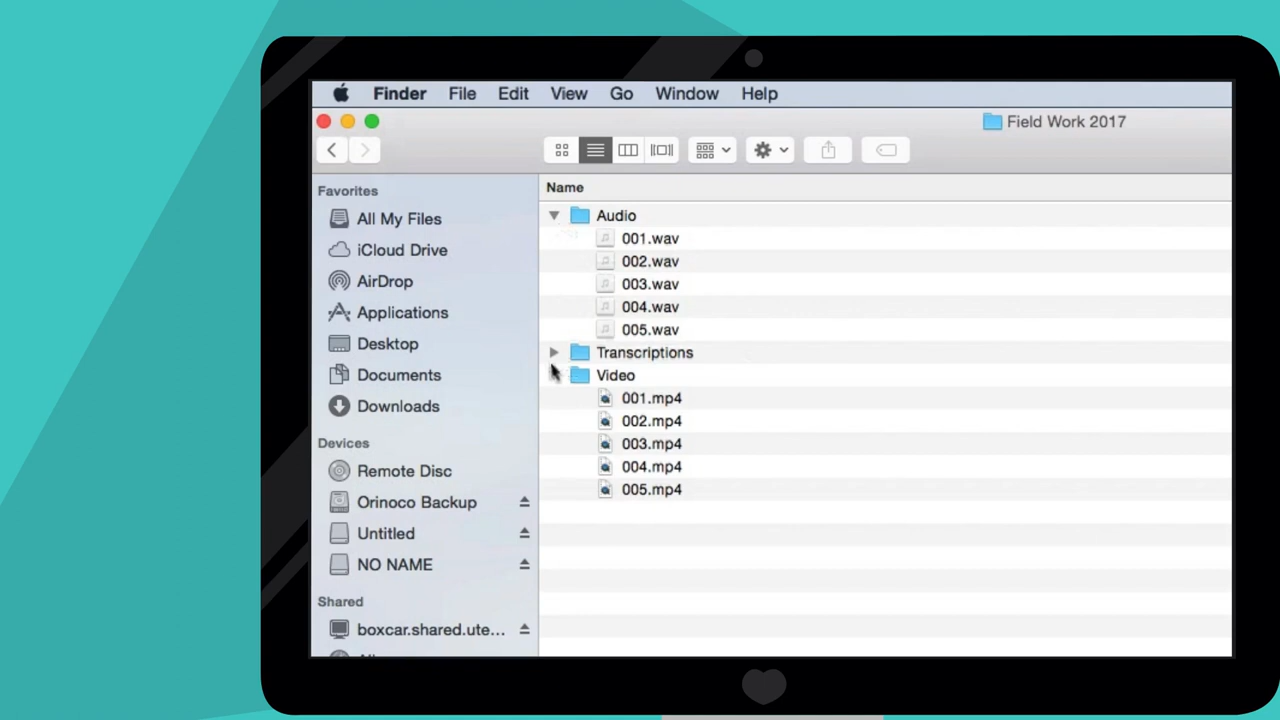 Finder File Edit View Go Window Help
Field Work 2017
Favorites
All My Files
iCloud Drive
AirDrop
Applications
Desktop
Documents
Downloads
Devices
Remote Disc
Orinoco Backup
Untitled
NO NAME
Shared
boxcar.shared.ute...
Name
Audio
001.wav
002.wav
003.wav
004.wav
005.wav
Transcriptions
Video
001.mp4
002.mp4
003.mp4
004.mp4
005.mp4